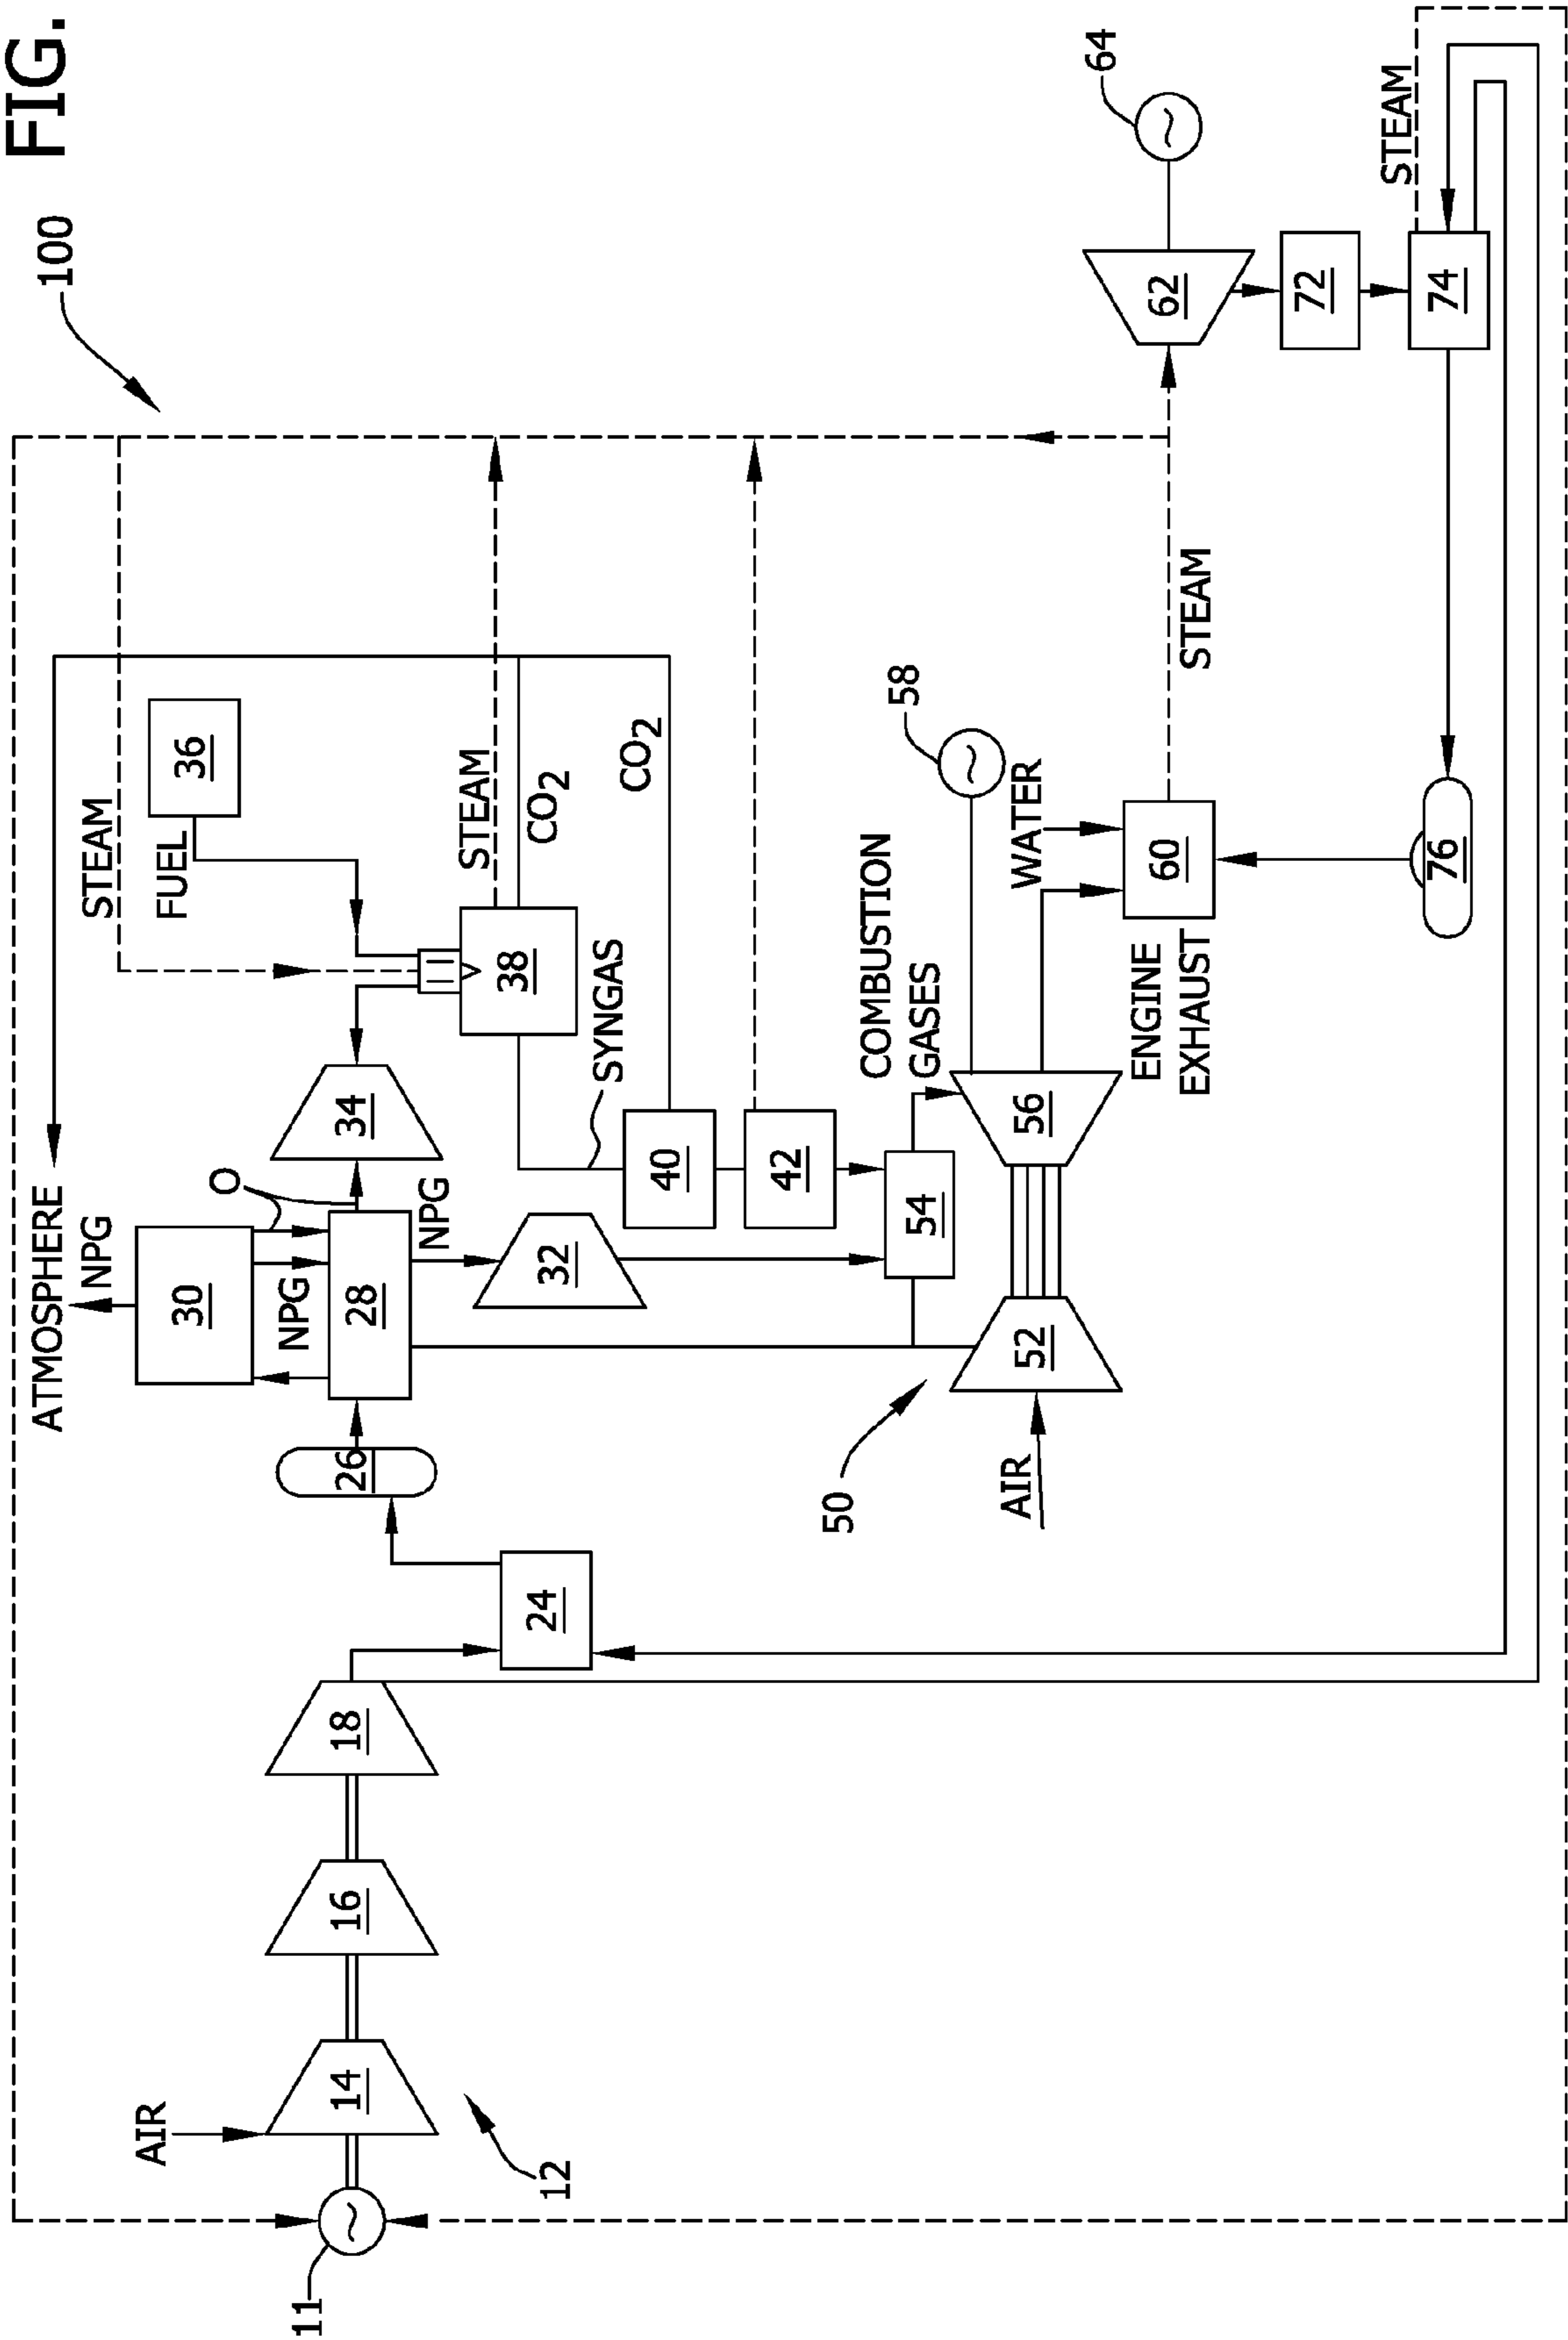 FIG.
100
ATMOSPHERE
NPG
30
O
NPG
28
26
34
NPG
32
STEAM
FUEL
36
38
STEAM
CO2
CO2
SYNGAS
40
42
54
COMBUSTION
GASES
58
56
52
50
AIR
WATER
60
ENGINE
EXHAUST
STEAM
62
64
72
74
STEAM
76
24
18
16
14
AIR
12
11